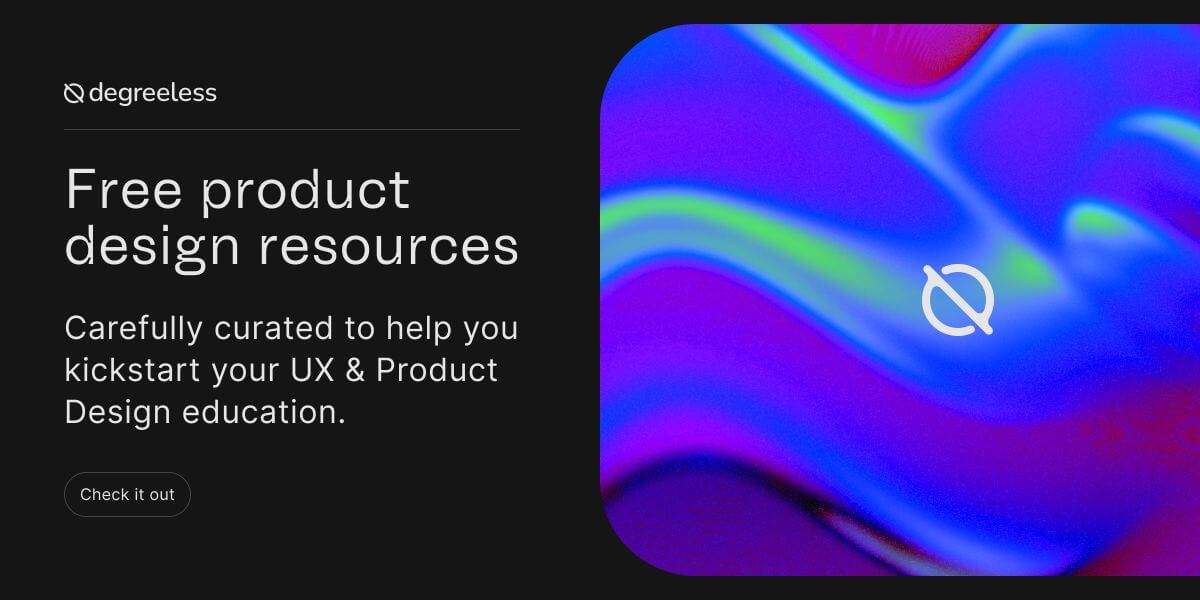 degreeless
Free product
design resources
Carefully curated to help you
kickstart your UX & Product
Design education.
Check it out